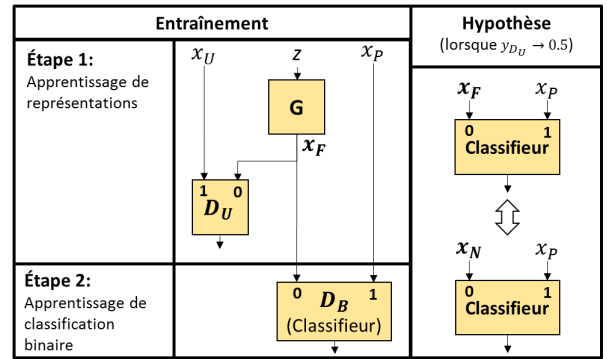 Entraînement
Hypothèse
(lorsque y_{D_U} → 0.5)
Étape 1:
Apprentissage de
représentations
x_U
z
x_P
G
x_F
1 0
D_U
x_F x_P
0 1
Classifieur
x_N x_P
0 1
Classifieur
Étape 2:
Apprentissage de
classification
binaire
0 D_B 1
(Classifieur)